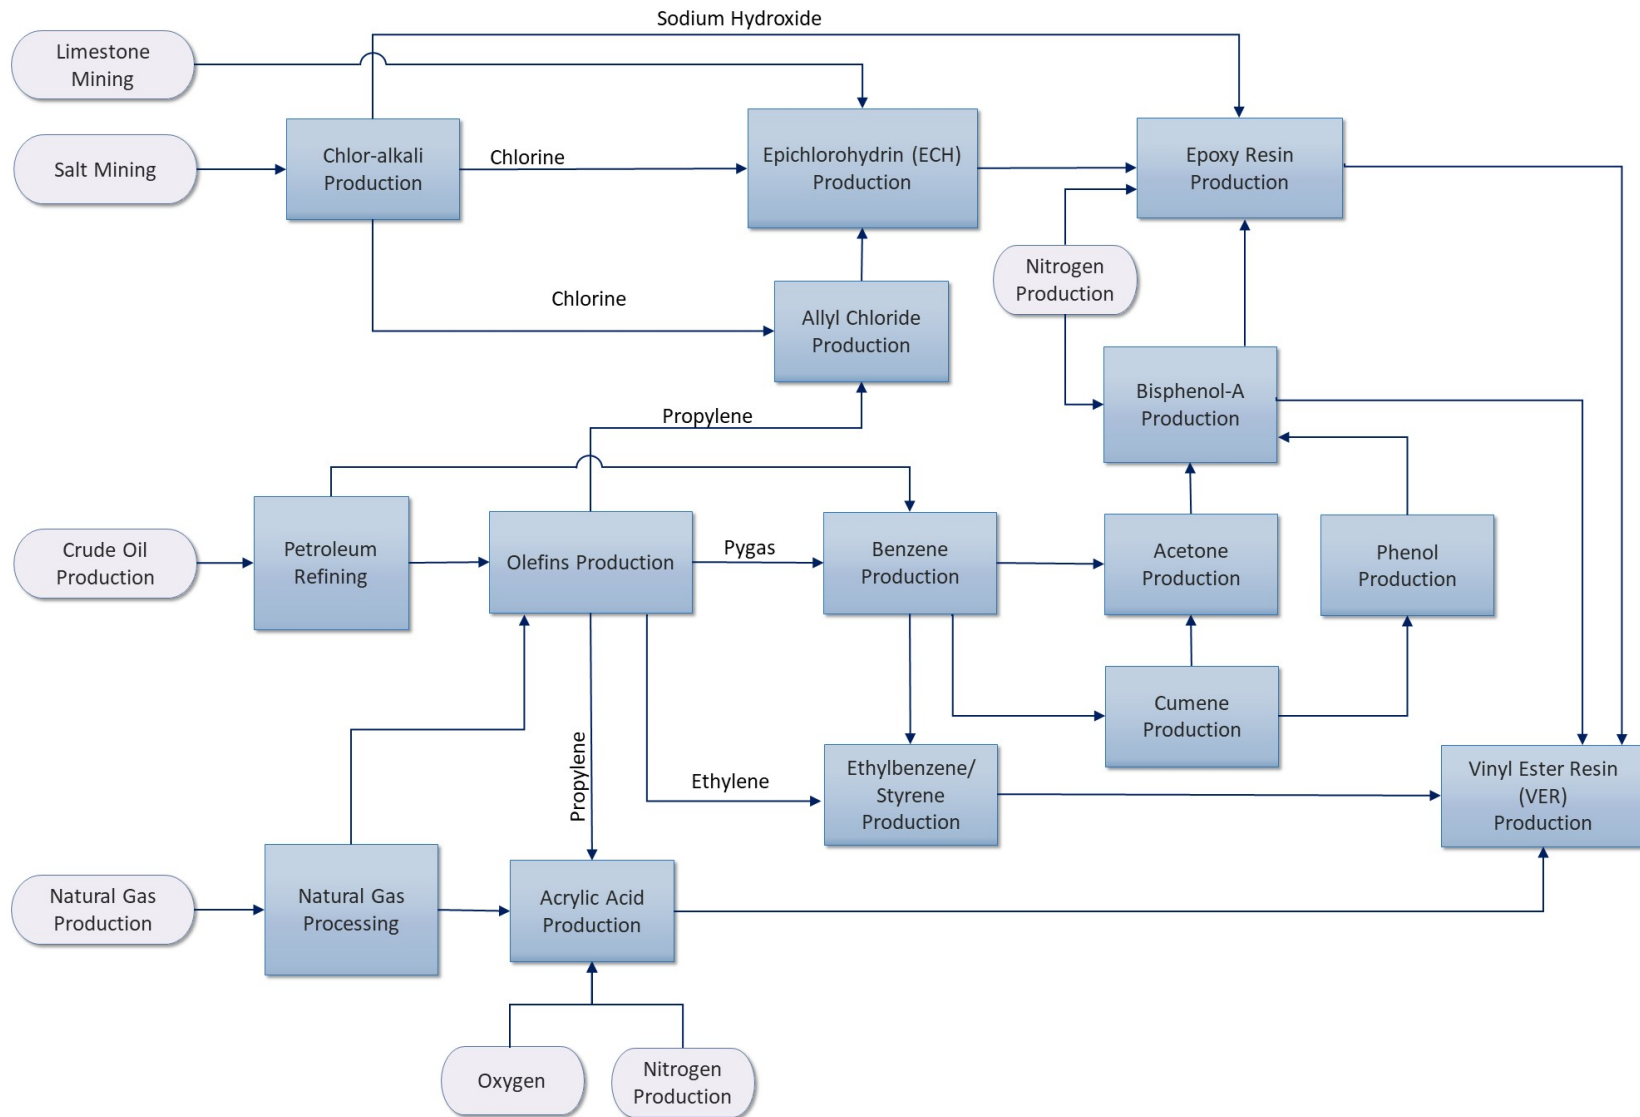 Sodium Hydroxide
Limestone
Mining
Salt Mining
Chlor-alkali
Production
Chlorine
Epichlorohydrin (ECH)
Production
Epoxy Resin
Production
Nitrogen
Production
Chlorine
Allyl Chloride
Production
Bisphenol-A
Production
Propylene
Crude Oil
Production
Petroleum
Refining
Olefins Production
Pygas
Benzene
Production
Acetone
Production
Phenol
Production
Cumene
Production
Propylene
Ethylene
Ethylbenzene/
Styrene
Production
Vinyl Ester Resin
(VER)
Production
Natural Gas
Production
Natural Gas
Processing
Acrylic Acid
Production
Oxygen
Nitrogen
Production